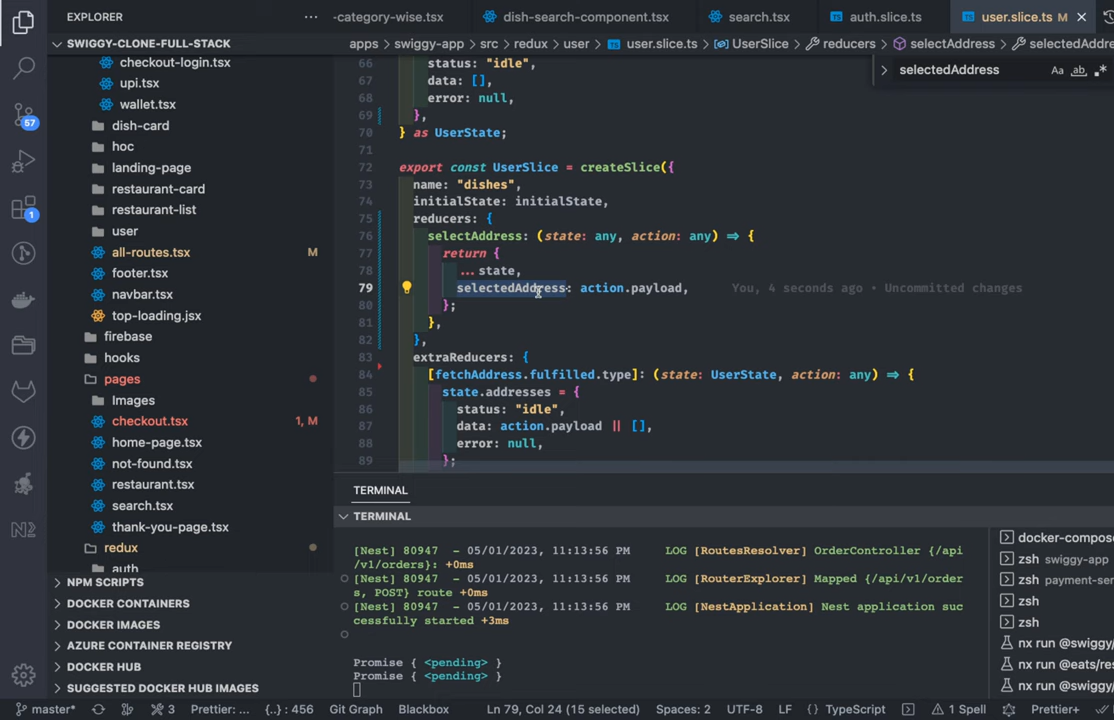 EXPLORER
SWIGGY-CLONE-FULL-STACK
checkout-login.tsx
upi.tsx
wallet.tsx
dish-card
hoc
landing-page
restaurant-card
restaurant-list
user
all-routes.tsx M
footer.tsx
navbar.tsx
top-loading.jsx
firebase
hooks
pages
Images
checkout.tsx 1, M
home-page.tsx
not-found.tsx
restaurant.tsx
search.tsx
thank-you-page.tsx
redux
auth
NPM SCRIPTS
DOCKER CONTAINERS
DOCKER IMAGES
AZURE CONTAINER REGISTRY
DOCKER HUB
SUGGESTED DOCKER HUB IMAGES
57
1
-category-wise.tsx dish-search-component.tsx search.tsx auth.slice.ts user.slice.ts M
apps > swiggy-app > src > redux > user > user.slice.ts > UserSlice > reducers > selectAddress > selectedAddre
selectedAddress Aa ab
66 status: "idle",
67 data: [],
68 error: null,
69 },
70 } as UserState;
71
72 export const UserSlice = createSlice({
73 name: "dishes",
74 initialState: initialState,
75 reducers: {
76 selectAddress: (state: any, action: any) => {
77 return {
78 ...state,
79 selectedAddress: action.payload, You, 4 seconds ago • Uncommitted changes
80 };
81 },
82 },
83 extraReducers: {
84 [fetchAddress.fulfilled.type]: (state: UserState, action: any) => {
85 state.addresses = {
86 status: "idle",
87 data: action.payload || [],
88 error: null,
89 };
TERMINAL
TERMINAL
[Nest] 80947 - 05/01/2023, 11:13:56 PM LOG [RoutesResolver] OrderController {/api
/v1/orders}: +0ms
[Nest] 80947 - 05/01/2023, 11:13:56 PM LOG [RouterExplorer] Mapped {/api/v1/order
s, POST} route +0ms
[Nest] 80947 - 05/01/2023, 11:13:56 PM LOG [NestApplication] Nest application suc
cessfully started +3ms
Promise { <pending> }
Promise { <pending> }
docker-compos
zsh swiggy-app
zsh payment-ser
zsh
zsh
nx run @swiggy/
nx run @eats/res
nx run @swiggy/
master* 3 Prettier: ... {..} : 456 Git Graph Blackbox Ln 79, Col 24 (15 selected) Spaces: 2 UTF-8 LF {} TypeScript 1 Spell Prettier+